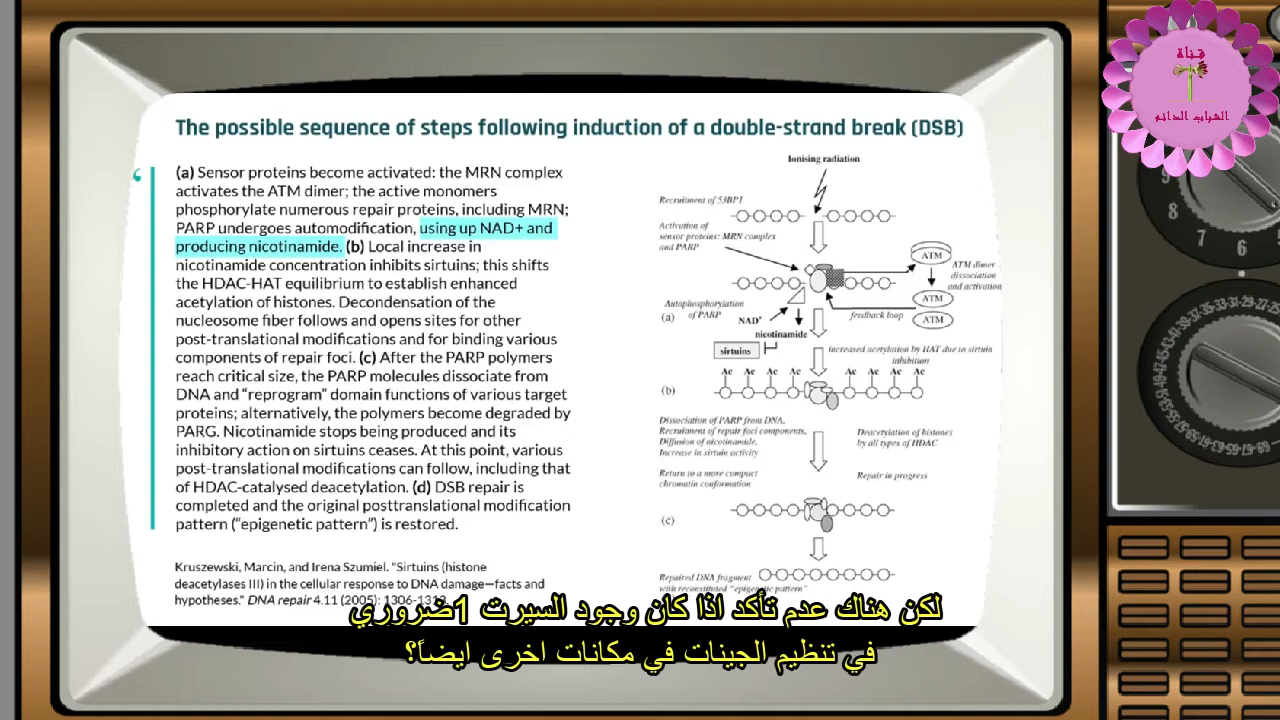 قناة
الشباب الدائم
The possible sequence of steps following induction of a double-strand break (DSB)
(a) Sensor proteins become activated: the MRN complex
activates the ATM dimer; the active monomers
phosphorylate numerous repair proteins, including MRN;
PARP undergoes automodification, using up NAD+ and
producing nicotinamide. (b) Local increase in
nicotinamide concentration inhibits sirtuins; this shifts
the HDAC-HAT equilibrium to establish enhanced
acetylation of histones. Decondensation of the
nucleosome fiber follows and opens sites for other
post-translational modifications and for binding various
components of repair foci. (c) After the PARP polymers
reach critical size, the PARP molecules dissociate from
DNA and “reprogram” domain functions of various target
proteins; alternatively, the polymers become degraded by
PARG. Nicotinamide stops being produced and its
inhibitory action on sirtuins ceases. At this point, various
post-translational modifications can follow, including that
of HDAC-catalysed deacetylation. (d) DSB repair is
completed and the original posttranslational modification
pattern (“epigenetic pattern”) is restored.
Kruszewski, Marcin, and Irena Szumiel. "Sirtuins (histone
deacetylases III) in the cellular response to DNA damage—facts and
hypotheses." DNA repair 4.11 (2005): 1306-1313.
Ionising radiation
Recruitment of 53BP1
Activation of
sensor proteins: MRN complex
and PARP
ATM
ATM dimer
dissociation
and activation
ATM
ATM
Autophosphorylation
of PARP
(a)
NAD+
feedback loop
nicotinamide
sirtuins
increased acetylation by HAT due to sirtuin
inhibition
Ac Ac Ac Ac Ac Ac Ac Ac
(b)
Dissociation of PARP from DNA,
Recruitment of repair foci components,
Diffusion of nicotinamide,
Increase in sirtuin activity
Deacetylation of histones
by all types of HDAC
Return to a more compact
chromatin conformation
Repair in progress
(c)
Repaired DNA fragment
with reconstituted "epigenetic pattern"
لكن هناك عدم تأكد اذا كان وجود السيرت 1ضروري
في تنظيم الجينات في مكانات اخرى ايضاً؟
8
7
6